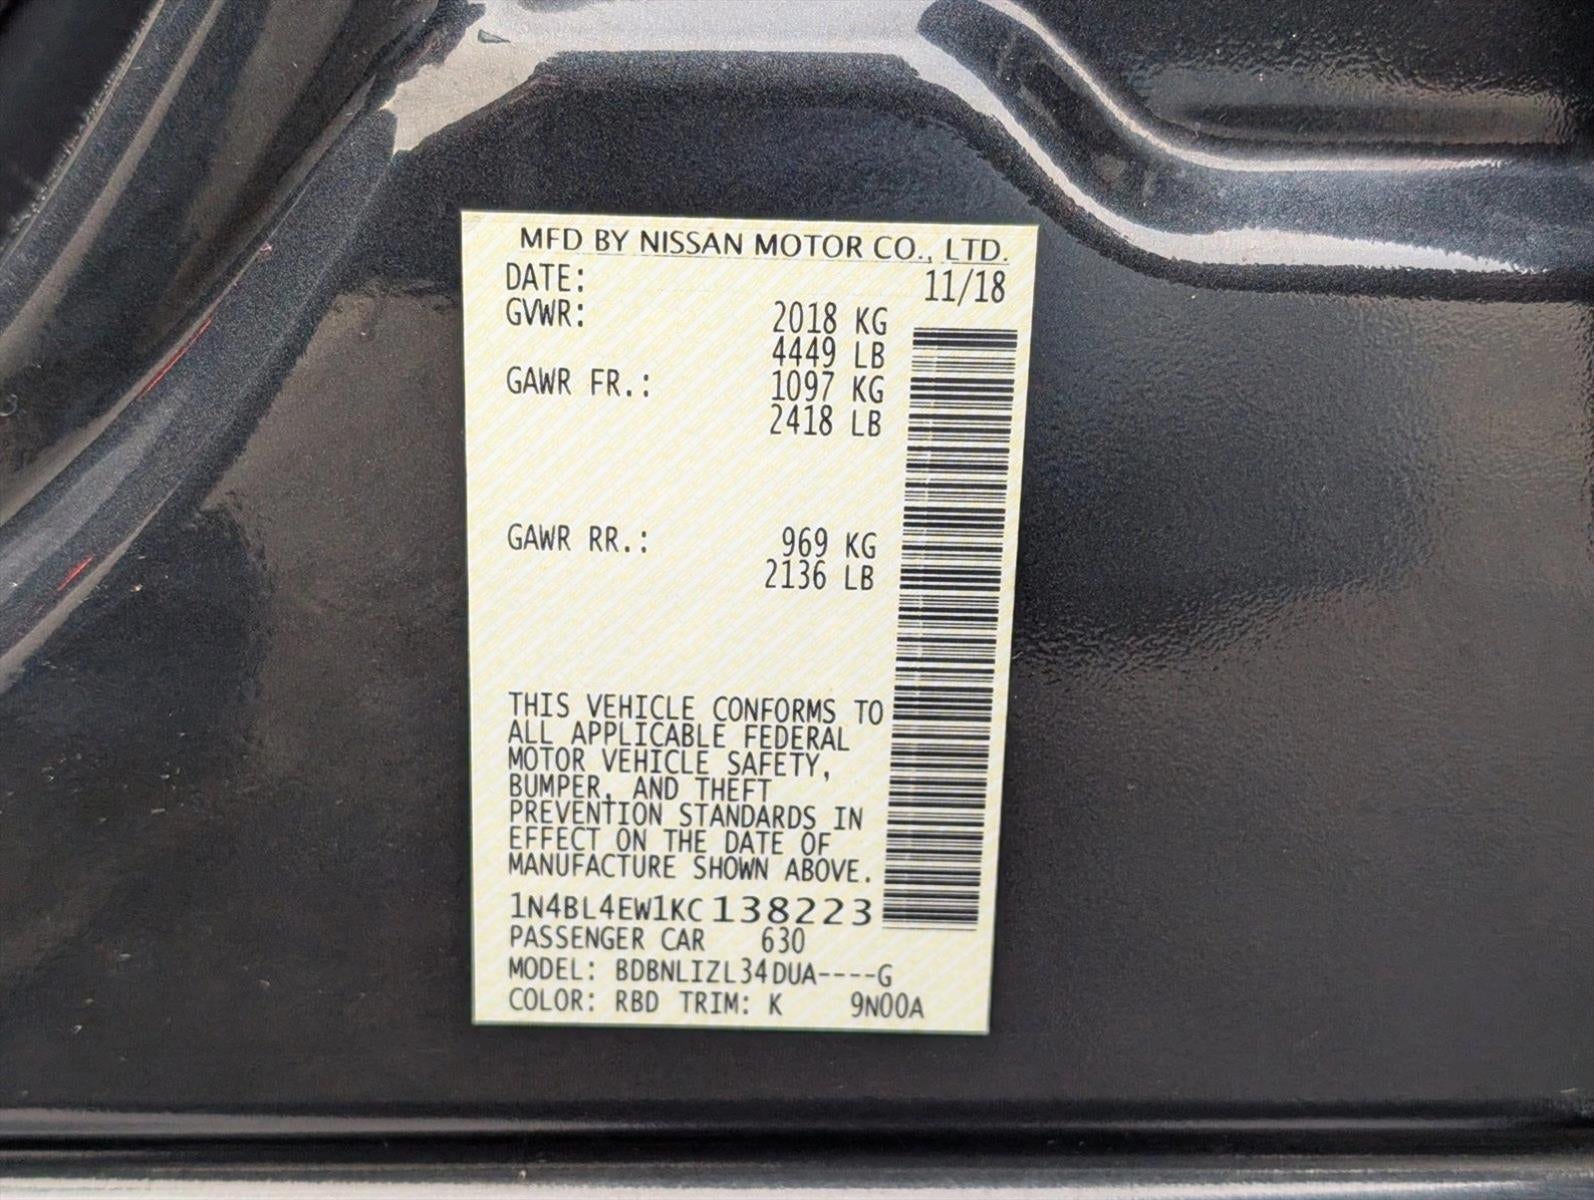 MFD BY NISSAN MOTOR CO., LTD.
DATE: 11/18
GVWR: 2018 KG
4449 LB
GAWR FR.: 1097 KG
2418 LB
GAWR RR.: 969 KG
2136 LB
THIS VEHICLE CONFORMS TO
ALL APPLICABLE FEDERAL
MOTOR VEHICLE SAFETY,
BUMPER, AND THEFT
PREVENTION STANDARDS IN
EFFECT ON THE DATE OF
MANUFACTURE SHOWN ABOVE.
1N4BL4EW1KC138223
PASSENGER CAR 630
MODEL: BDBNLIZL34DUA----G
COLOR: RBD TRIM: K 9N00A